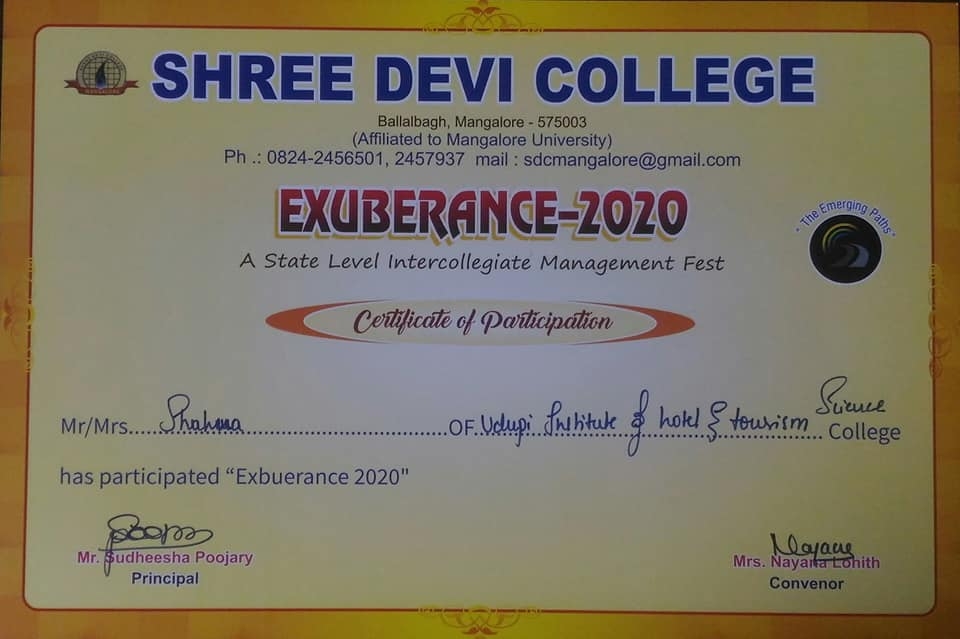 SHREE DEVI COLLEGE
Ballalbagh, Mangalore - 575003
(Affiliated to Mangalore University)
Ph .: 0824-2456501, 2457937 mail : sdcmangalore@gmail.com
EXUBERANCE-2020
"The Emerging Paths"
A State Level Intercollegiate Management Fest
Certificate of Participation
Mr/Mrs.... OF Udupi Institute of hotel & tourism Science College
has participated “Exbuerance 2020"
Mr. Sudheesha Poojary
Mrs. Nayana Lohith
Principal
Convenor